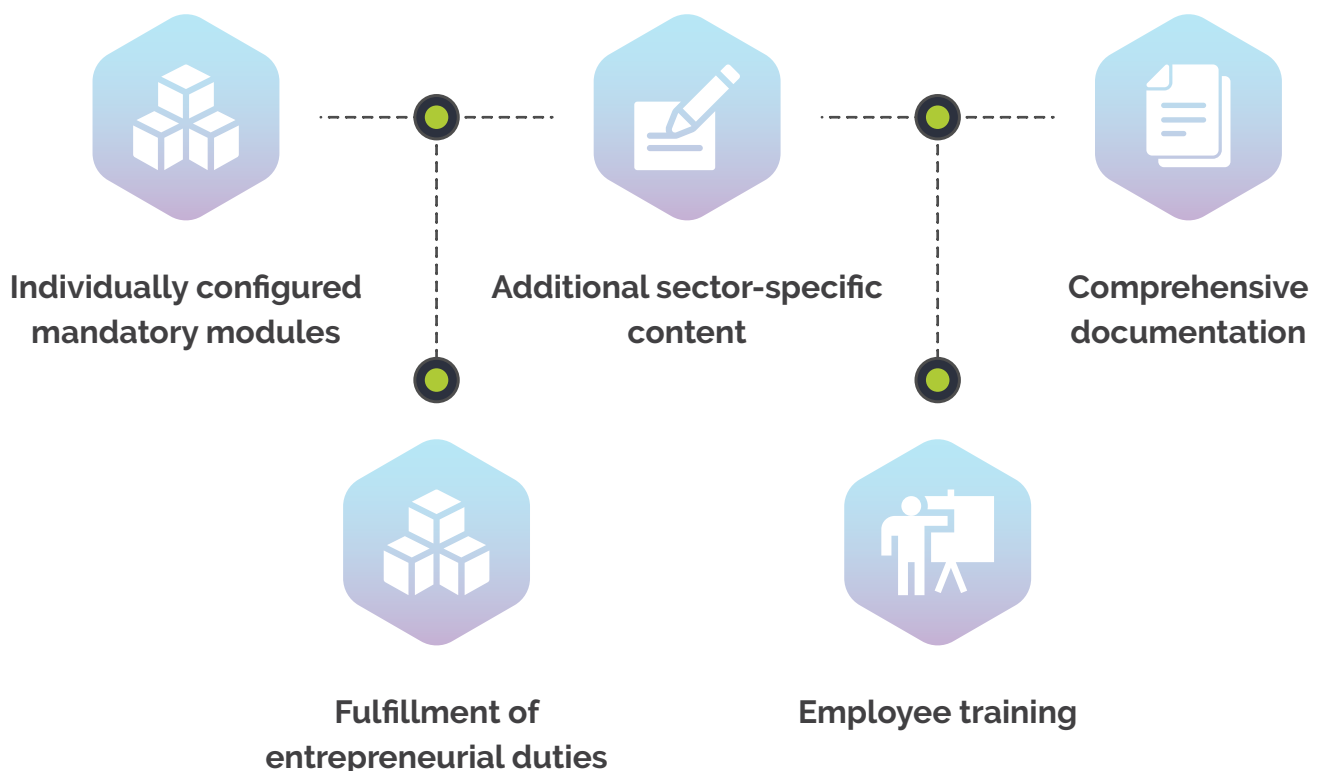 Individually configured
mandatory modules
Additional sector-specific
content
Comprehensive
documentation
Fulfillment of
entrepreneurial duties
Employee training